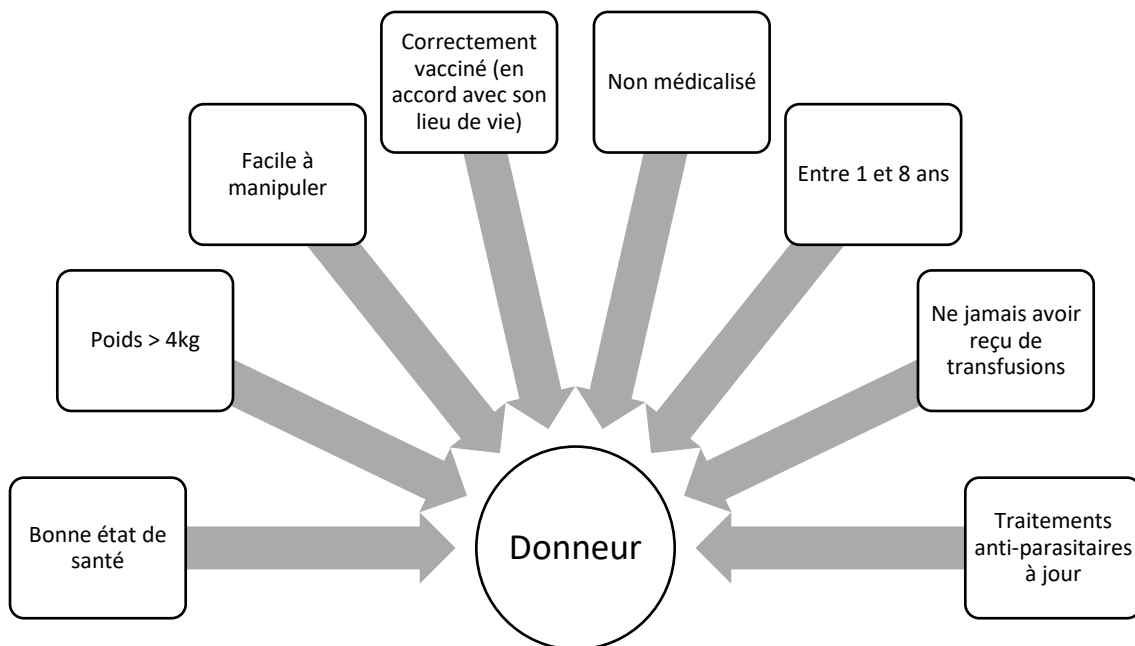 Bonne état de
santé
Poids > 4kg
Facile à
manipuler
Correctement
vacciné (en
accord avec son
lieu de vie)
Non médicalisé
Entre 1 et 8 ans
Ne jamais avoir
reçu de
transfusions
Traitements
anti-parasitaires
à jour
Donneur